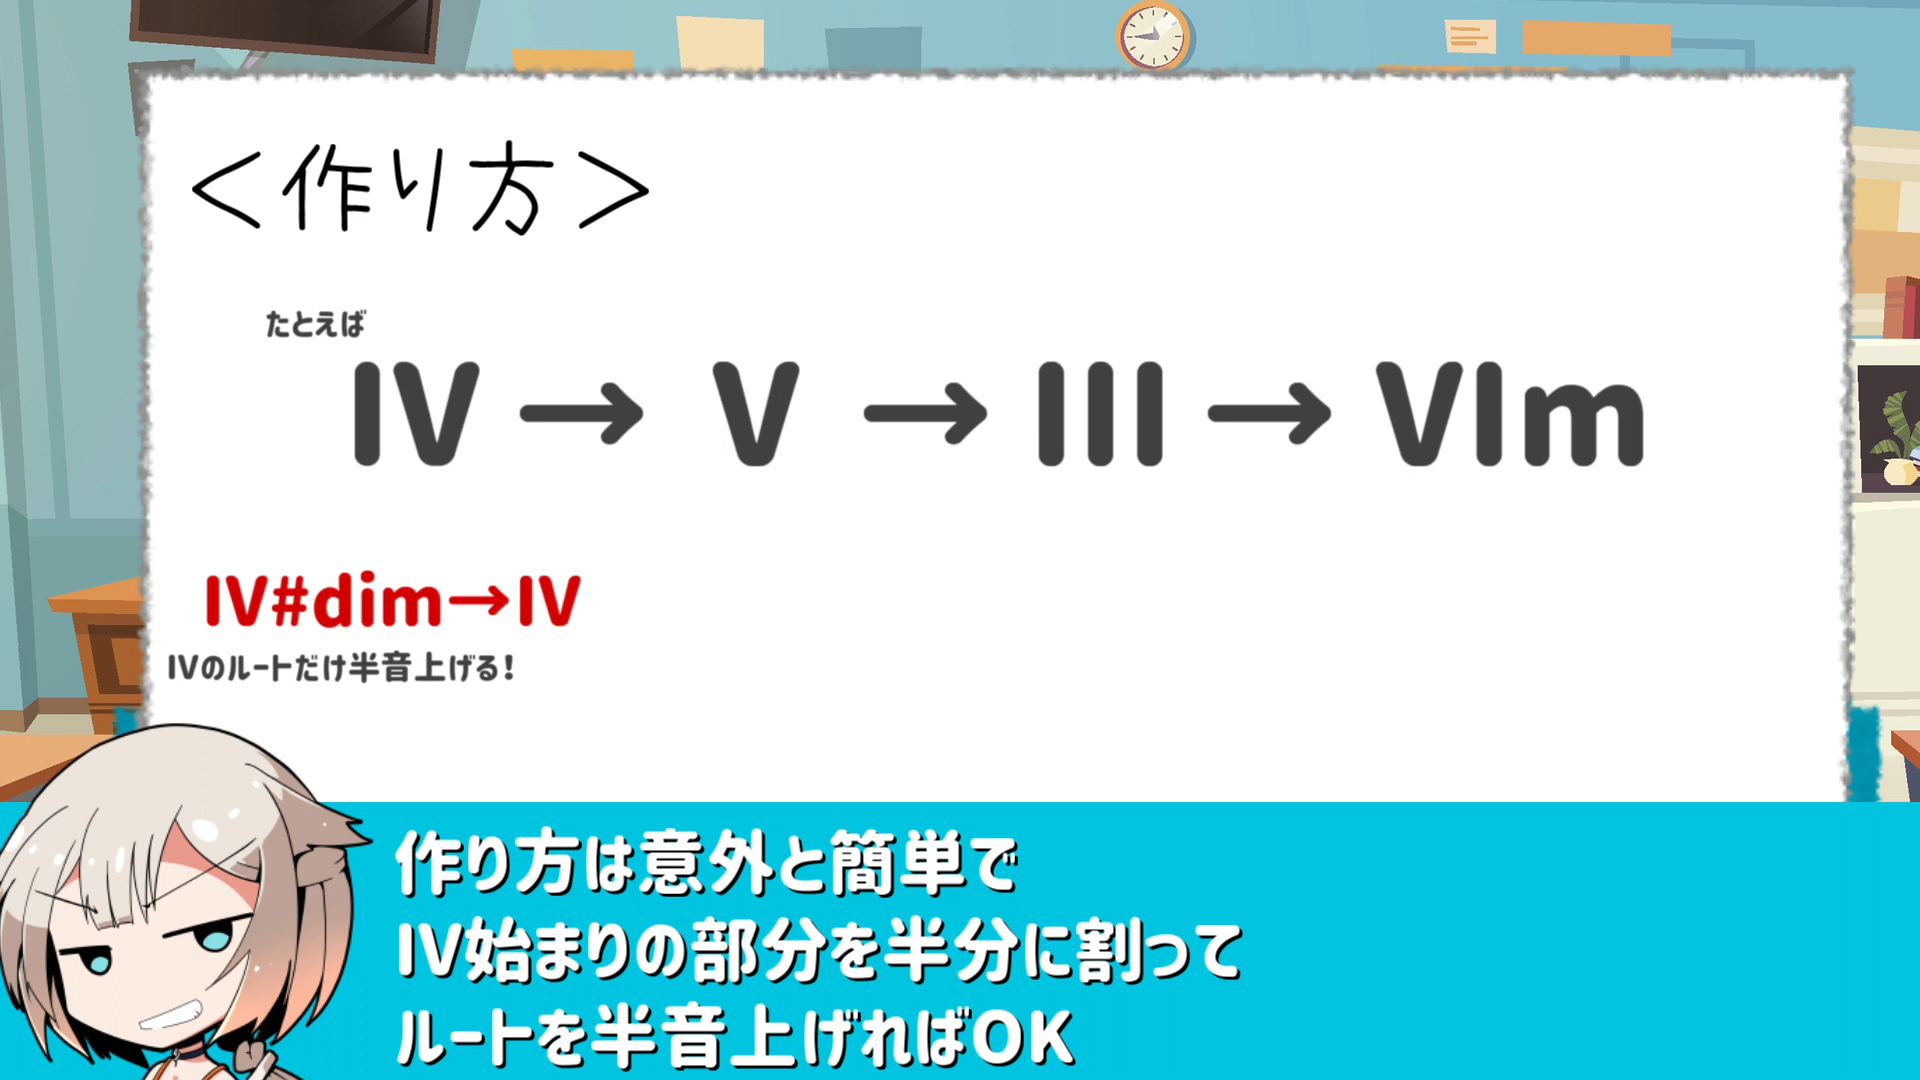 ＜作り方＞
たとえば
IV→V→III→VIm
IV#dim→IV
IVのルートだけ半音上げる！
作り方は意外と簡単で
IV始まりの部分を半分に割って
ルートを半音上げればOK